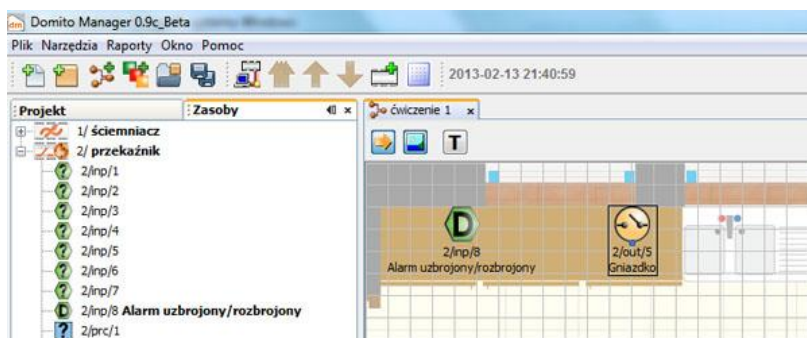 dm Domito Manager 0.9c_Beta
Plik Narzędzia Raporty Okno Pomoc
2013-02-13 21:40:59
Projekt Zasoby ćwiczenie 1
1/ ściemniacz
2/ przekaźnik
T
? 2/inp/1
? 2/inp/2
? 2/inp/3
? 2/inp/4
? 2/inp/5
? 2/inp/6
? 2/inp/7
D 2/inp/8 Alarm uzbrojony/rozbrojony
? 2/prc/1
D
2/inp/8
Alarm uzbrojony/rozbrojony
2/out/5
Gniazdko